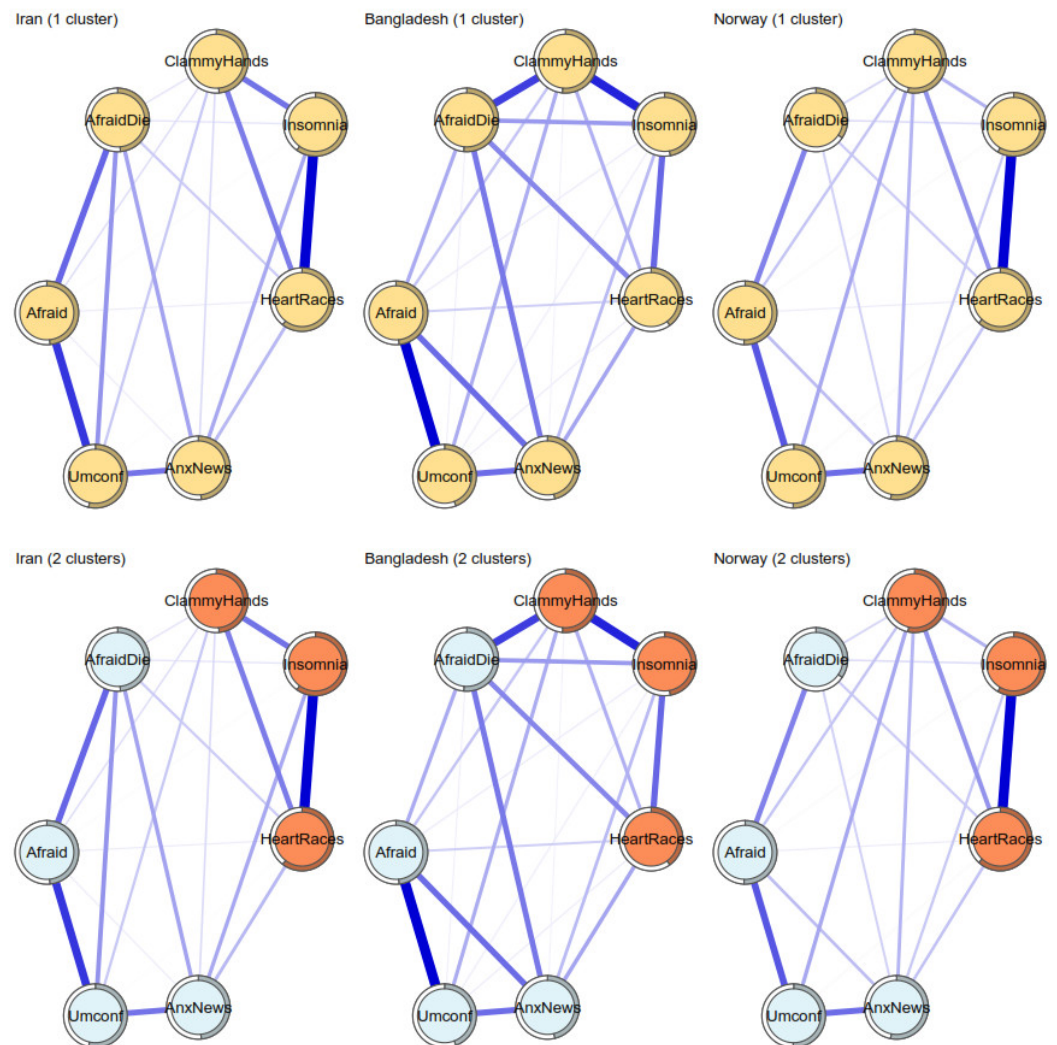 Iran (1 cluster)
Bangladesh (1 cluster)
Norway (1 cluster)
ClammyHands
AfraidDie
Insomnia
HeartRaces
Afraid
Umconf
AnxNews
ClammyHands
AfraidDie
Insomnia
HeartRaces
Afraid
Umconf
AnxNews
ClammyHands
AfraidDie
Insomnia
HeartRaces
Afraid
Umconf
AnxNews
Iran (2 clusters)
Bangladesh (2 clusters)
Norway (2 clusters)
ClammyHands
AfraidDie
Insomnia
HeartRaces
Afraid
Umconf
AnxNews
ClammyHands
AfraidDie
Insomnia
HeartRaces
Afraid
Umconf
AnxNews
ClammyHands
AfraidDie
Insomnia
HeartRaces
Afraid
Umconf
AnxNews